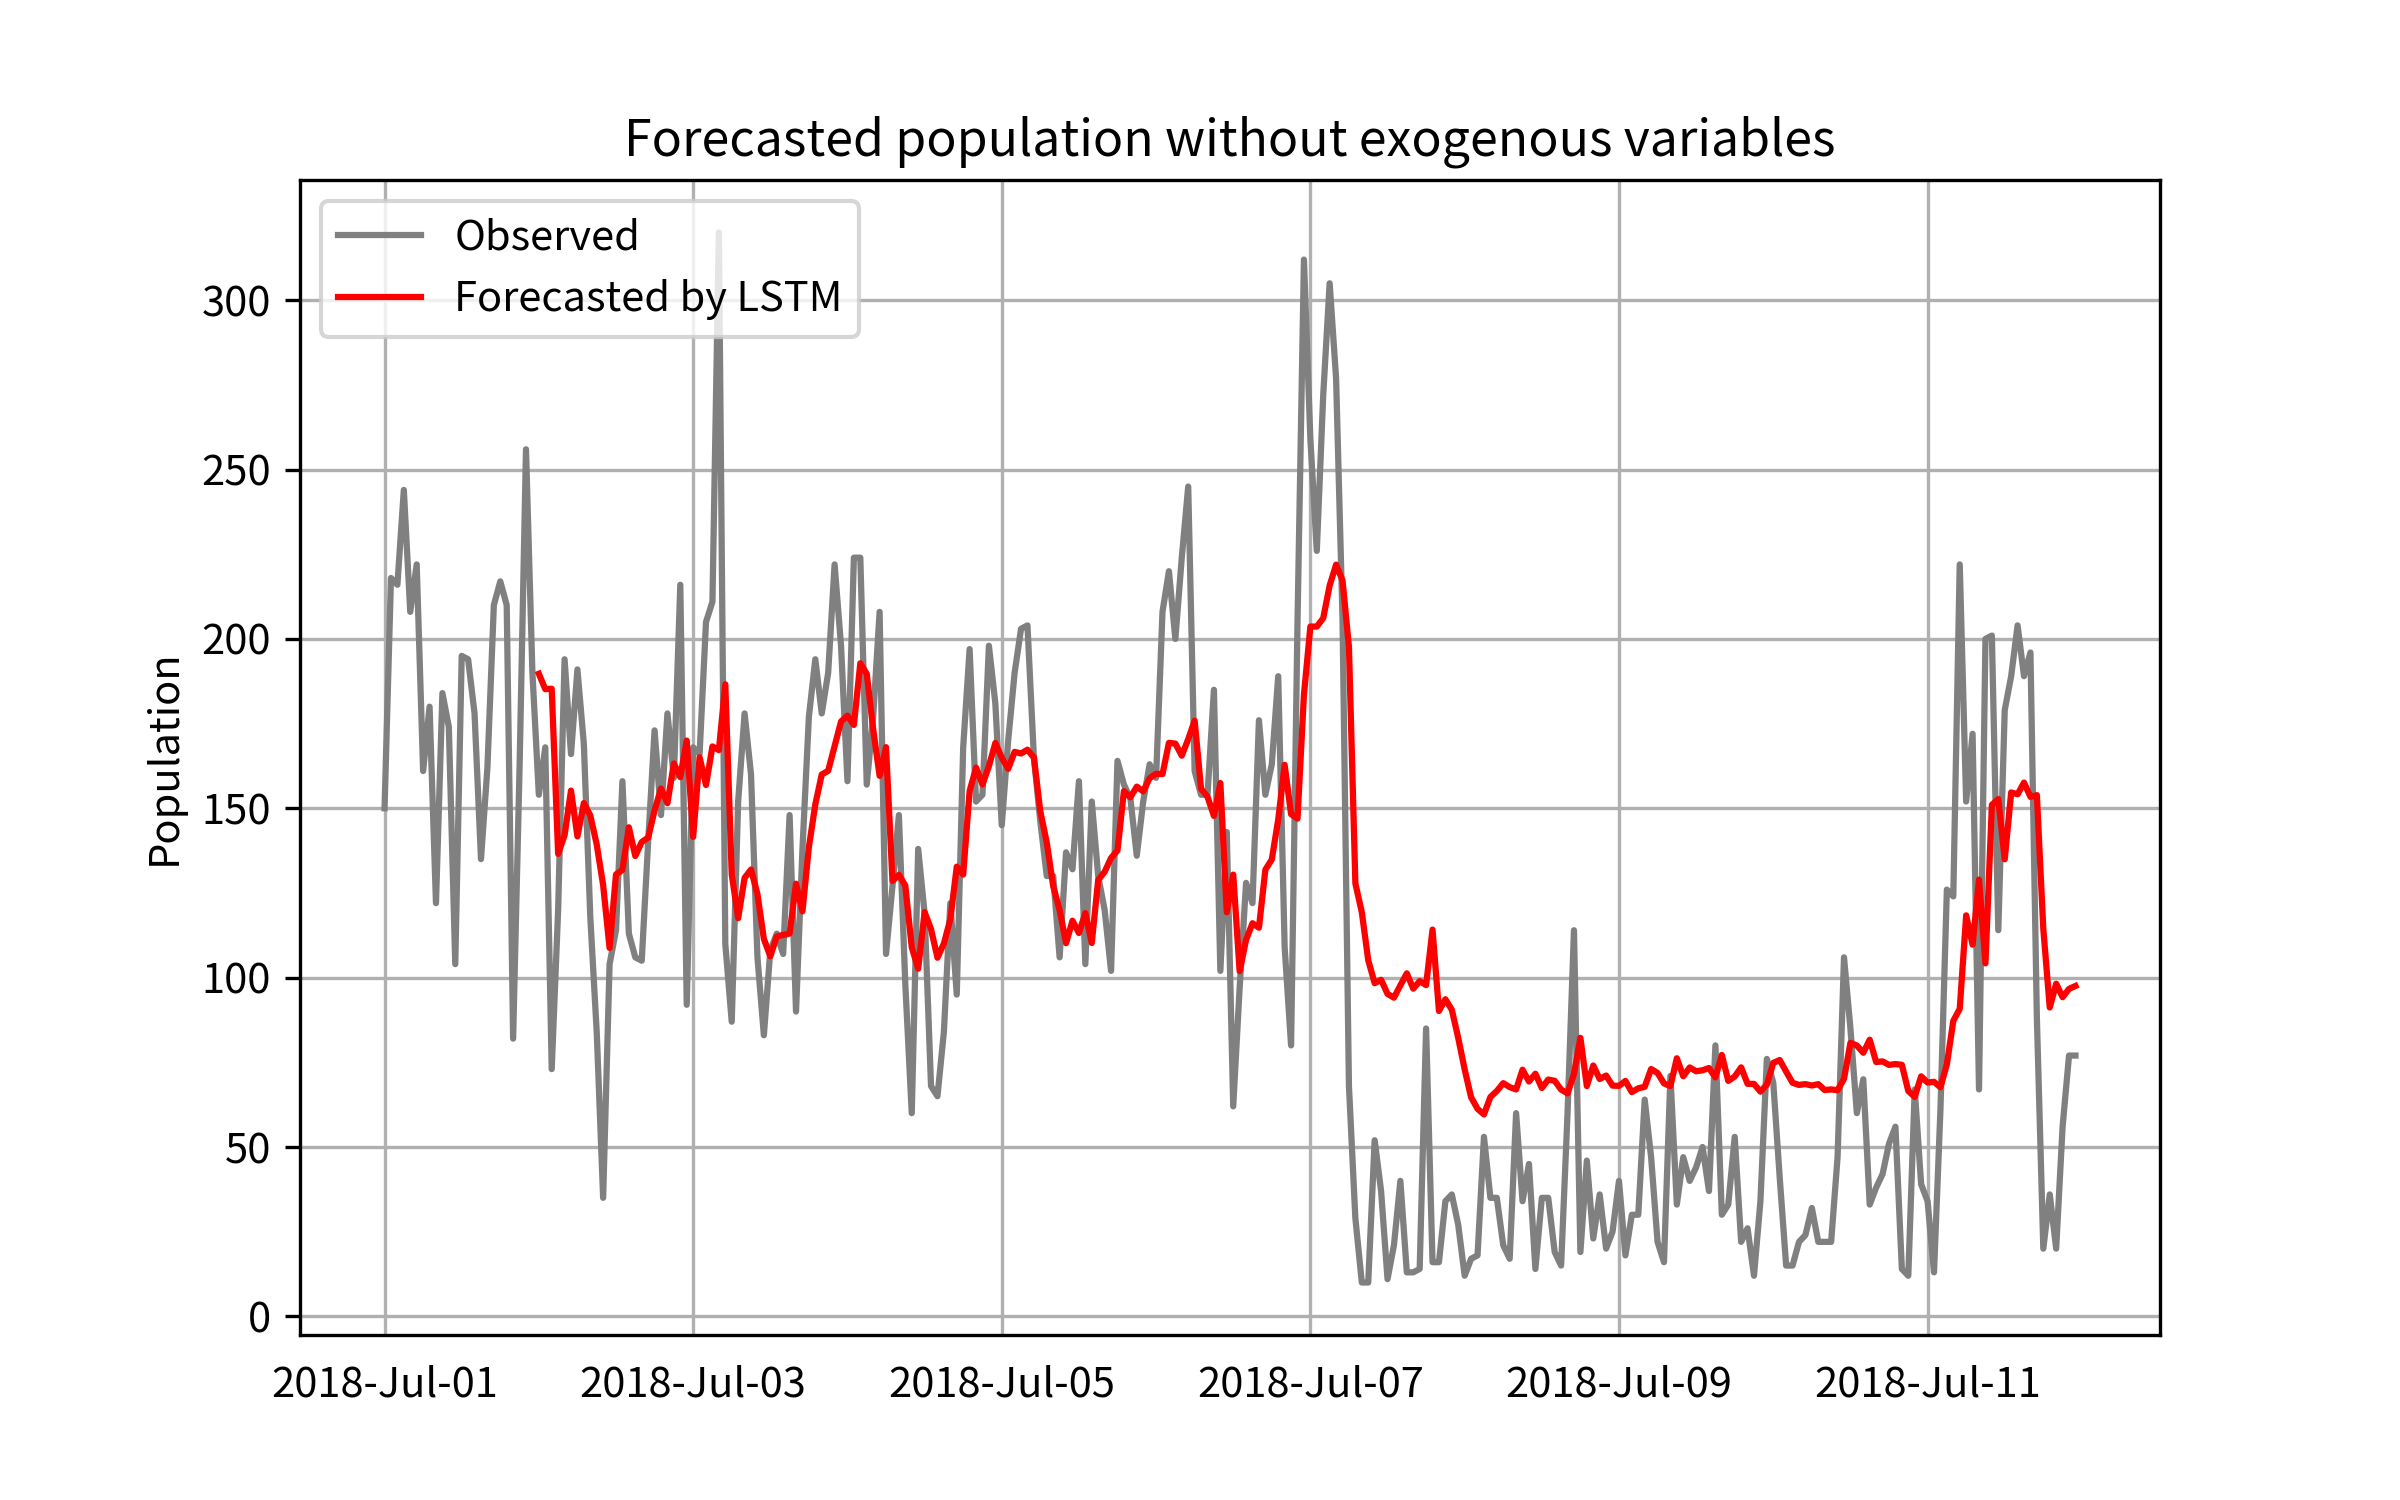 Forecasted population without exogenous variables
Observed
Forecasted by LSTM
Population
300
250
200
150
100
50
0
2018-Jul-01 2018-Jul-03 2018-Jul-05 2018-Jul-07 2018-Jul-09 2018-Jul-11